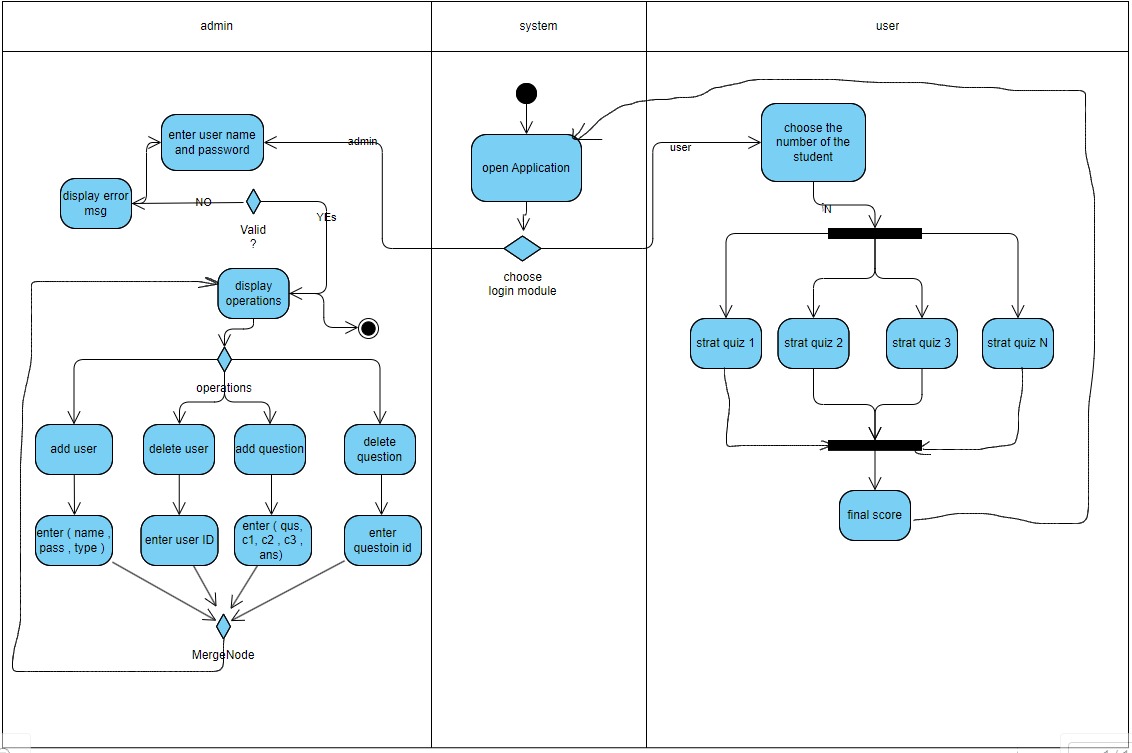 admin
system
user
enter user name
and password
admin
open Application
user
choose the
number of the
student
N
display error
msg
NO
Valid
?
YEs
choose
login module
display
operations
operations
strat quiz 1
strat quiz 2
strat quiz 3
strat quiz N
add user
delete user
add question
delete
question
enter ( name ,
pass , type )
enter user ID
enter ( qus,
c1, c2 , c3 ,
ans)
enter
questoin id
final score
MergeNode